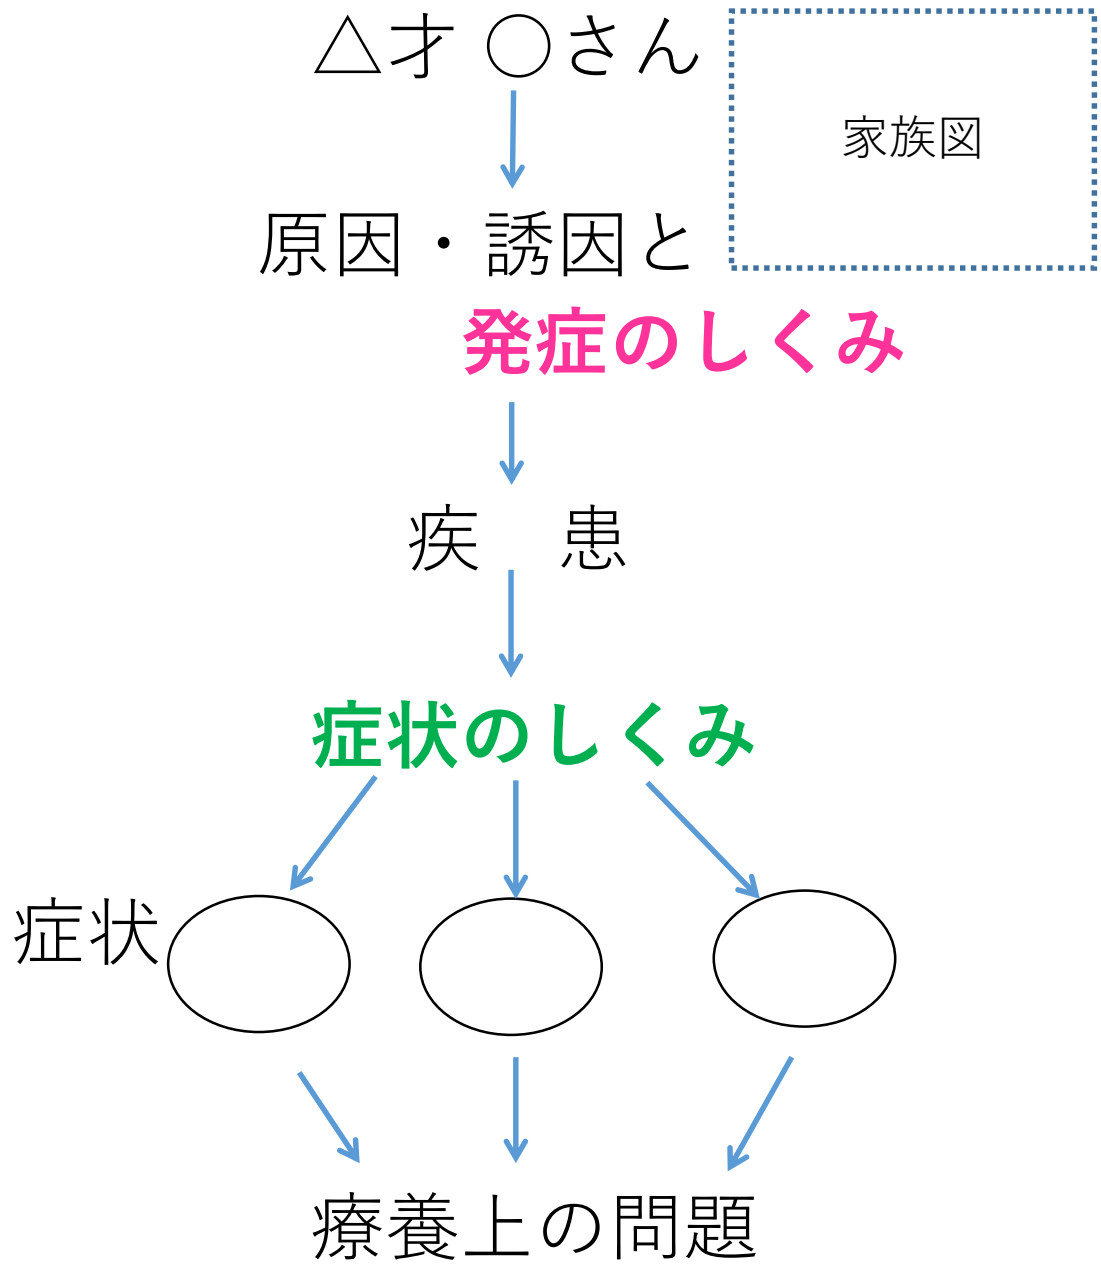 △才 〇さん
家族図
原因・誘因と
発症のしくみ
疾　患
症状のしくみ
症状
療養上の問題